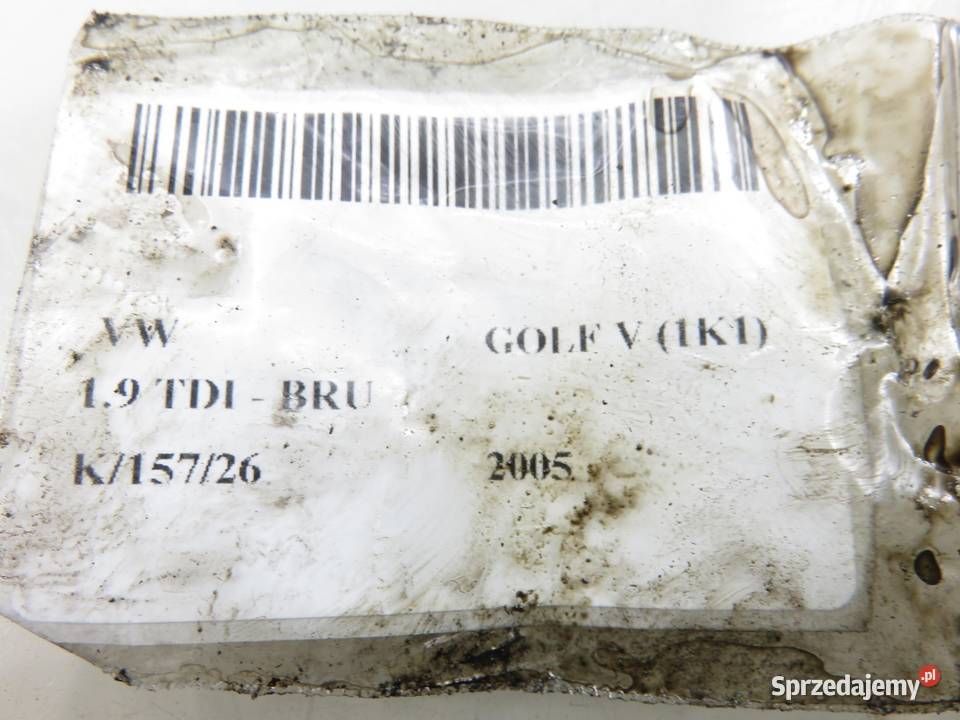 VW GOLF V (1K1)
1.9 TDI - BRU
K/157/26 2005
Sprzedajemy.pl